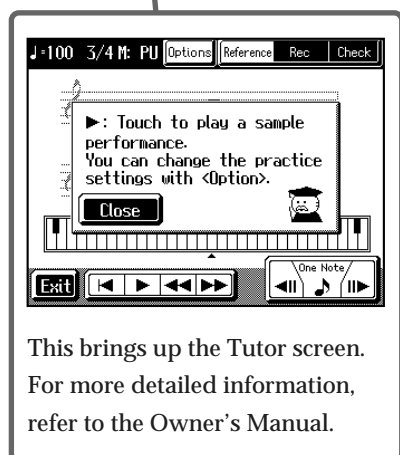 ♩=100 3/4 M: PU Options Reference Rec Check
▶: Touch to play a sample
performance.
You can change the practice
settings with <Option>.
Close
One Note
Exit
This brings up the Tutor screen.
For more detailed information,
refer to the Owner’s Manual.